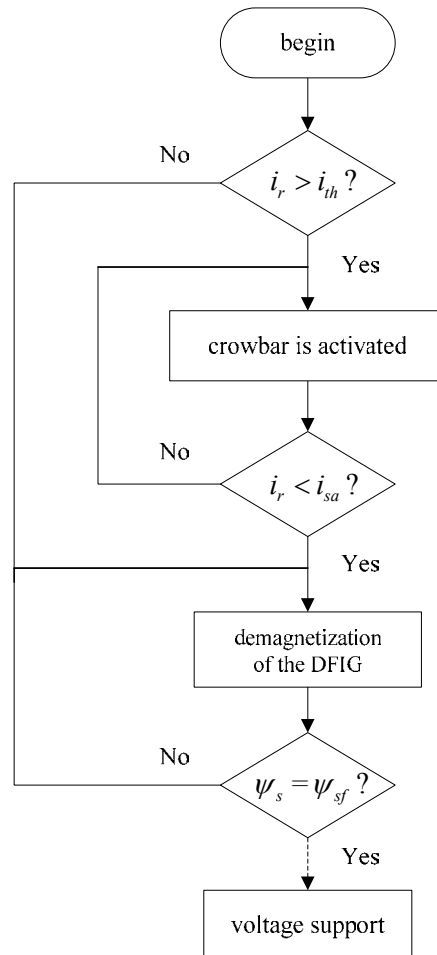 begin
No
i_r > i_th ?
Yes
crowbar is activated
No
i_r < i_sa ?
Yes
demagnetization
of the DFIG
No
ψ_s = ψ_sf ?
Yes
voltage support